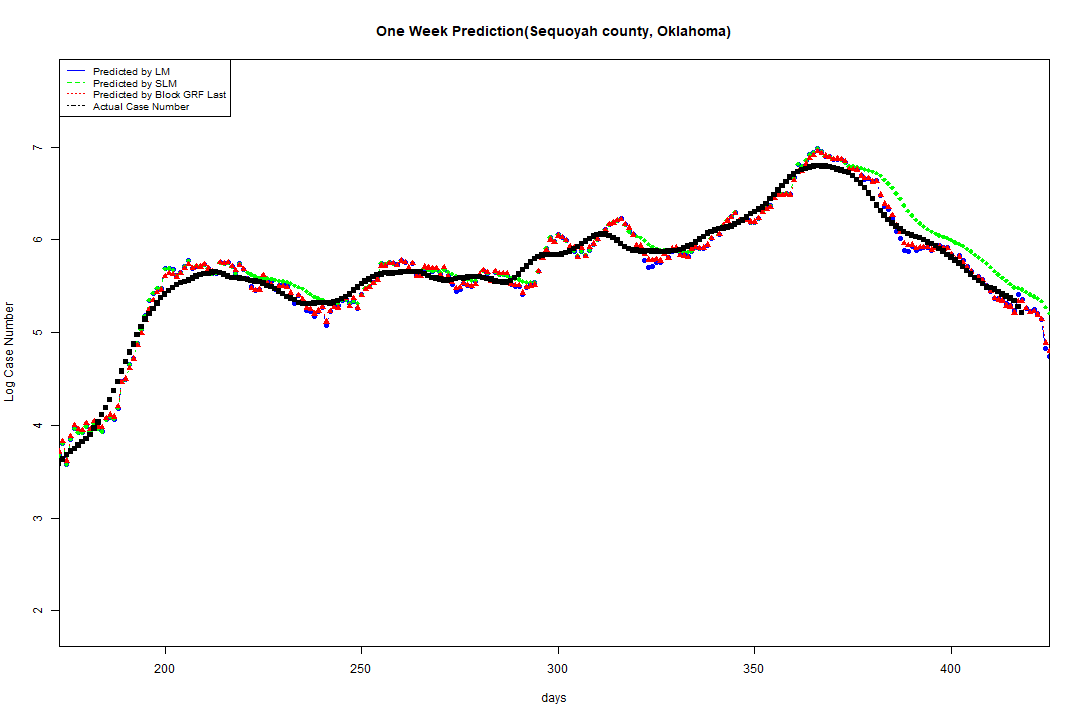 One Week Prediction(Sequoyah county, Oklahoma)
Predicted by LM
Predicted by SLM
Predicted by Block GRF Last
Actual Case Number
7
6
5
4
3
2
Log Case Number
200 250 300 350 400
days